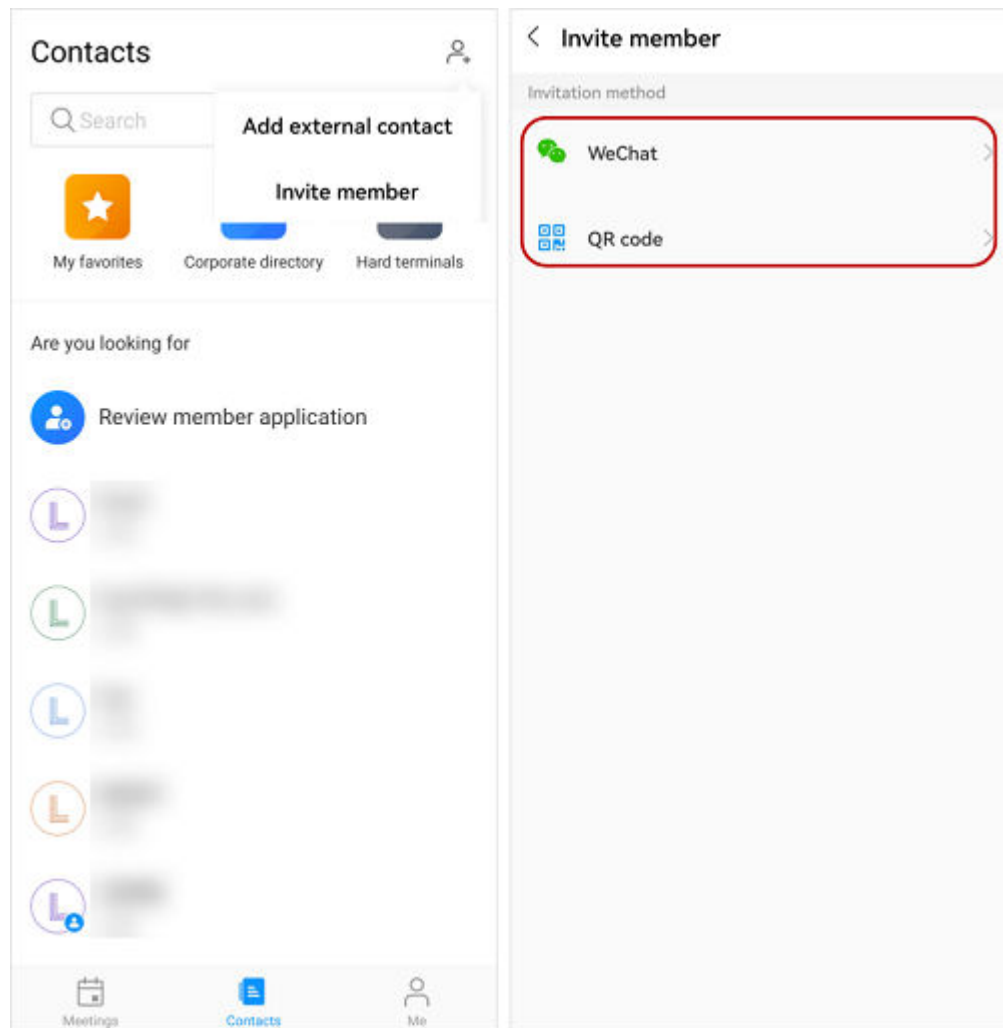 Contacts
Search
Add external contact
Invite member
My favorites
Corporate directory
Hard terminals
Are you looking for
Review member application
L
L
L
L
L
Meetings
Contacts
Me
Invite member
Invitation method
WeChat
QR code